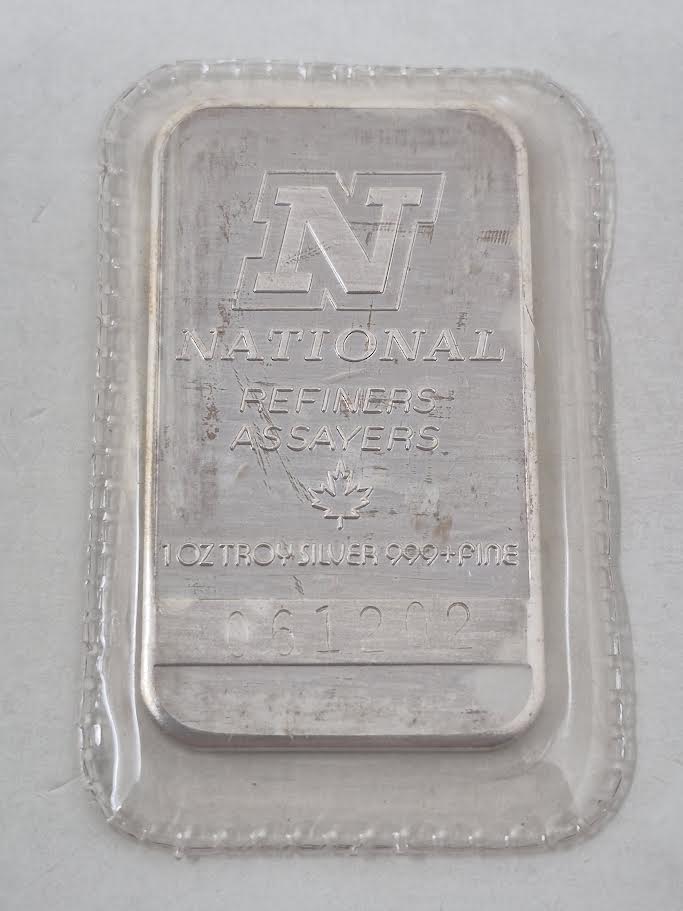 N
NATIONAL
REFINERS
ASSAYERS
1 OZ TROY SILVER 999+FINE
061202